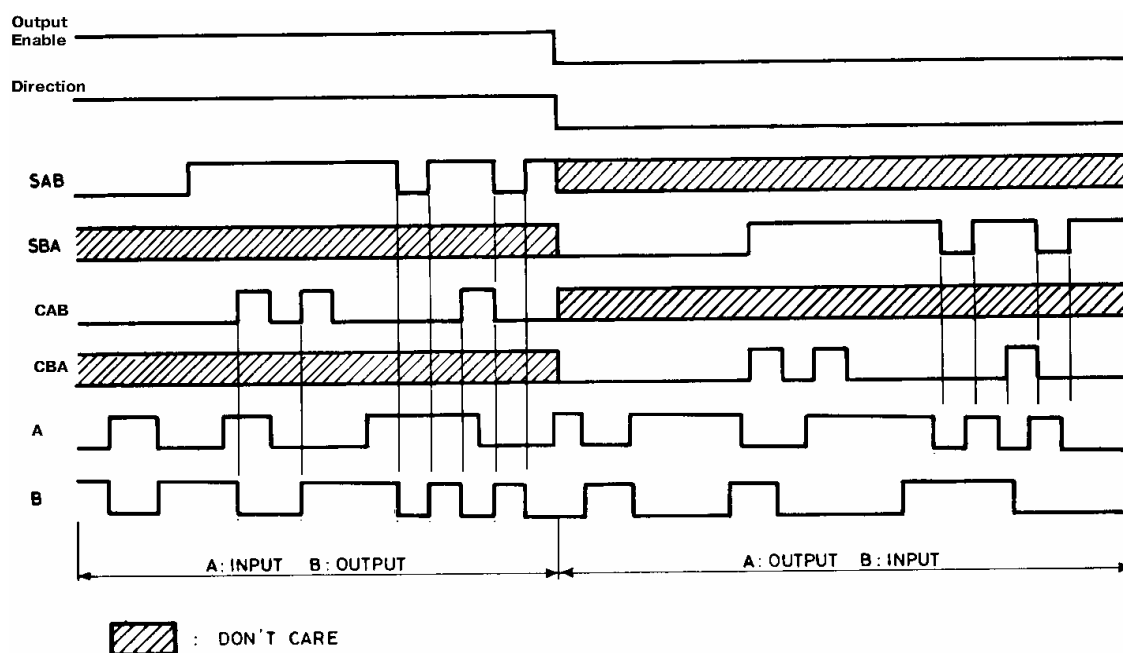 Output
Enable
Direction
SAB
SBA
CAB
CBA
A
B
A: INPUT B: OUTPUT
A: OUTPUT B: INPUT
: DON'T CARE